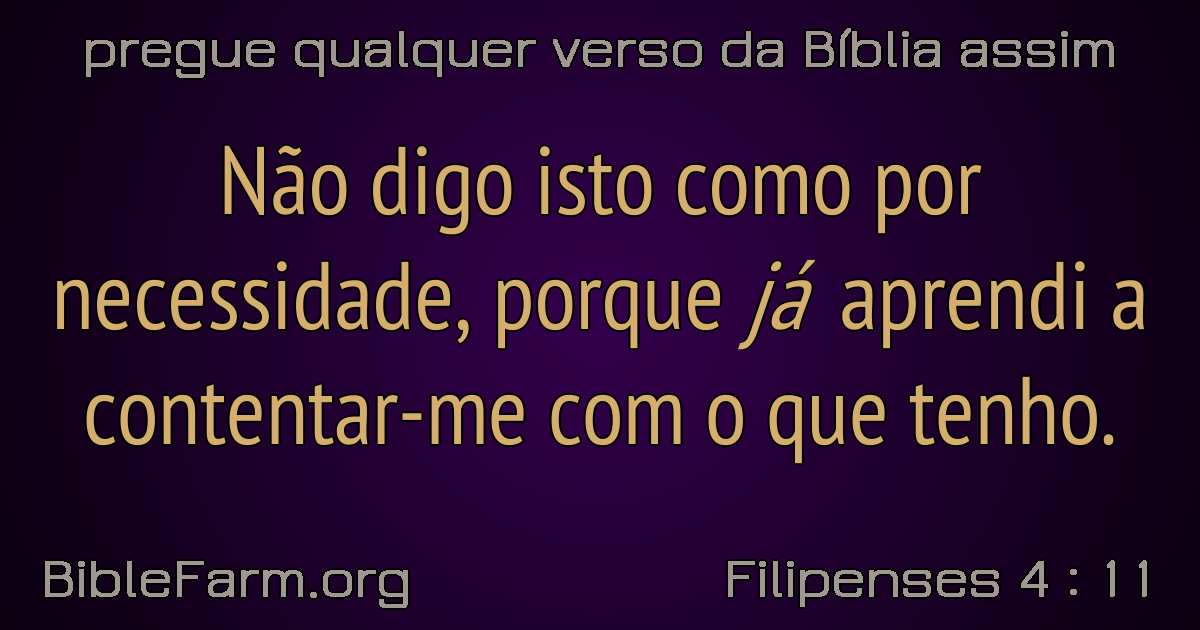 pregue qualquer verso da Bíblia assim
Não digo isto como por
necessidade, porque já aprendi a
contentar-me com o que tenho.
BibleFarm.org
Filipenses 4 : 11